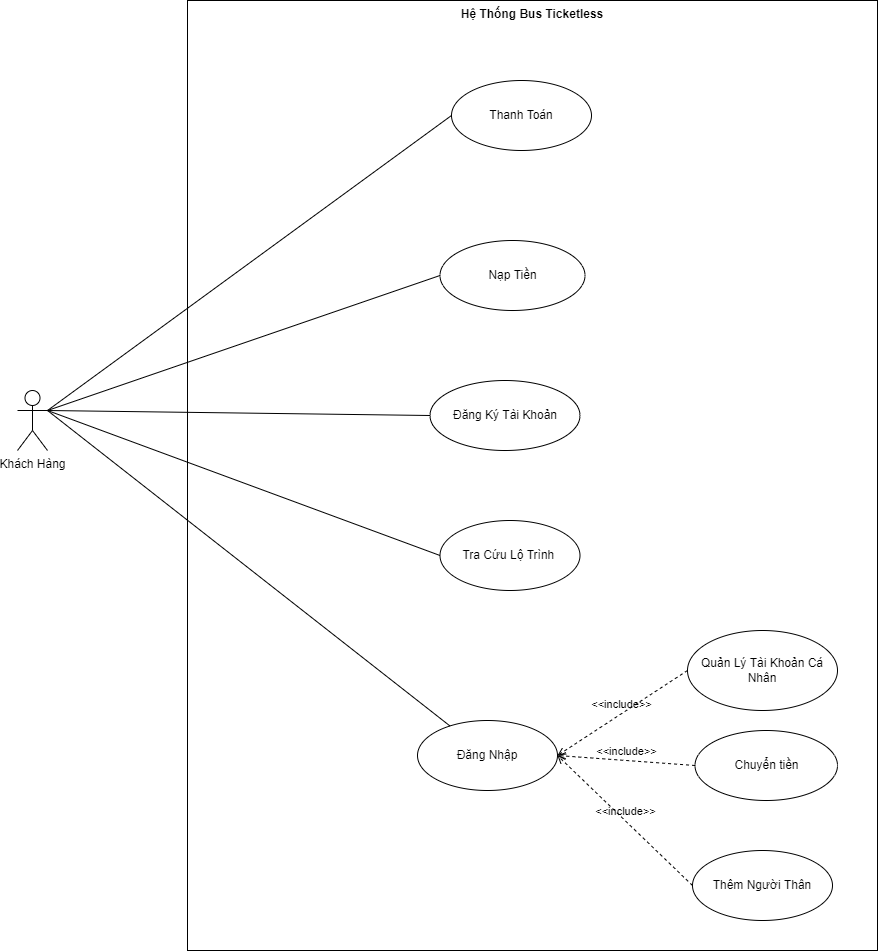 Hệ Thống Bus Ticketless
Thanh Toán
Nạp Tiền
Đăng Ký Tài Khoản
Khách Hàng
Tra Cứu Lộ Trình
Quản Lý Tài Khoản Cá
Nhân
<<include>>
Đăng Nhập
<<include>>
Chuyển tiền
<<include>>
Thêm Người Thân